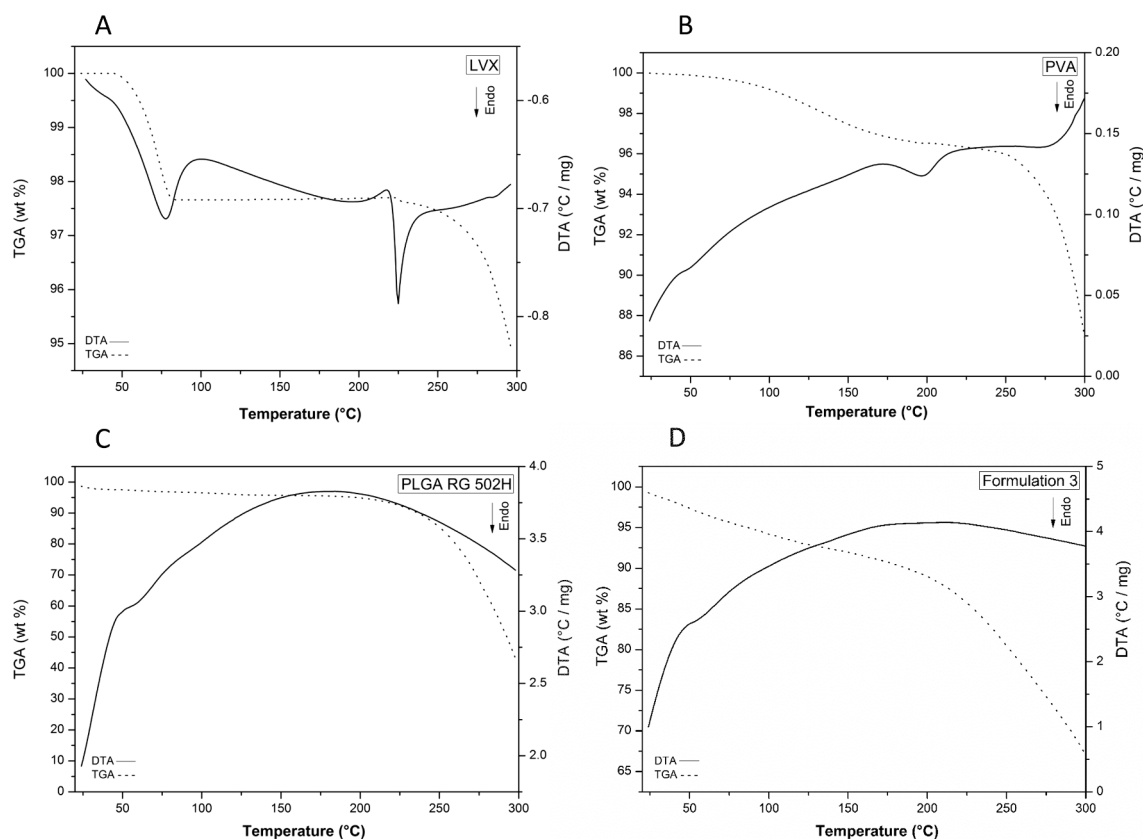 A
LVX
Endo
TGA (wt %)
DTA (°C / mg)
100
99
98
97
96
95
-0.6
-0.7
-0.8
DTA
TGA
50
100
150
200
250
300
Temperature (°C)
B
PVA
Endo
TGA (wt %)
DTA (°C / mg)
100
98
96
94
92
90
88
86
0.20
0.15
0.10
0.05
0.00
DTA
TGA
50
100
150
200
250
300
Temperature (°C)
C
PLGA RG 502H
Endo
TGA (wt %)
DTA (°C / mg)
100
90
80
70
60
50
40
30
20
10
0
4.0
3.5
3.0
2.5
2.0
DTA
TGA
50
100
150
200
250
300
Temperature (°C)
D
Formulation 3
Endo
TGA (wt %)
DTA (°C / mg)
100
95
90
85
80
75
70
65
5
4
3
2
1
0
DTA
TGA
50
100
150
200
250
300
Temperature (°C)